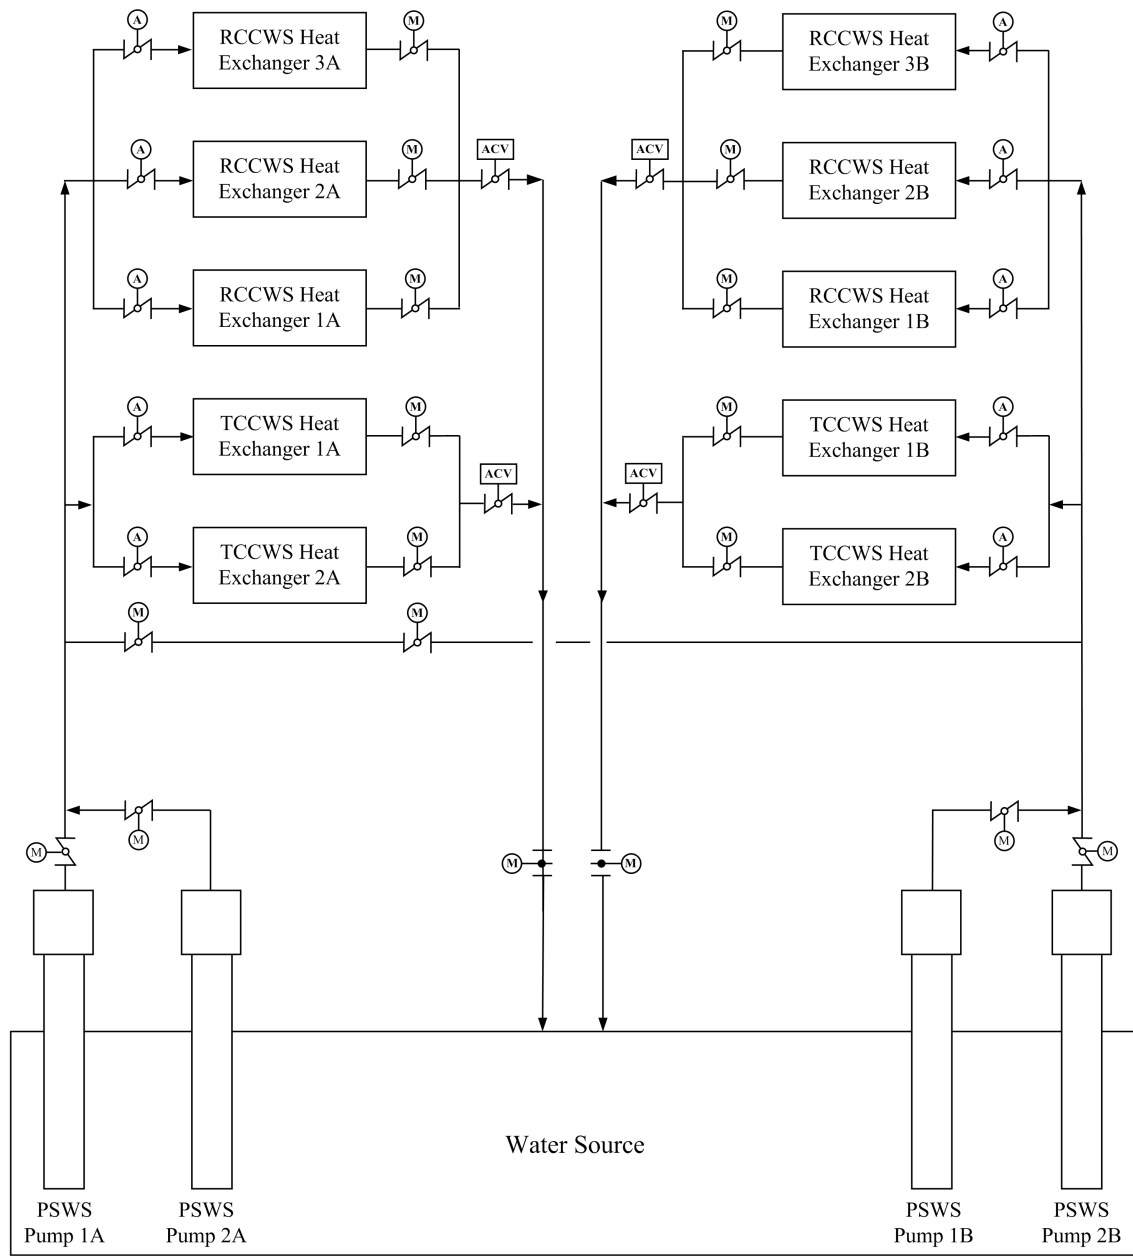 A
RCCWS Heat
Exchanger 3A
M
M
RCCWS Heat
Exchanger 3B
A
A
RCCWS Heat
Exchanger 2A
M
ACV
ACV
M
RCCWS Heat
Exchanger 2B
A
A
RCCWS Heat
Exchanger 1A
M
M
RCCWS Heat
Exchanger 1B
A
A
TCCWS Heat
Exchanger 1A
M
M
TCCWS Heat
Exchanger 1B
A
ACV
ACV
A
TCCWS Heat
Exchanger 2A
M
M
TCCWS Heat
Exchanger 2B
A
M
M
M
M
M
M
M
M
Water Source
PSWS
Pump 1A
PSWS
Pump 2A
PSWS
Pump 1B
PSWS
Pump 2B